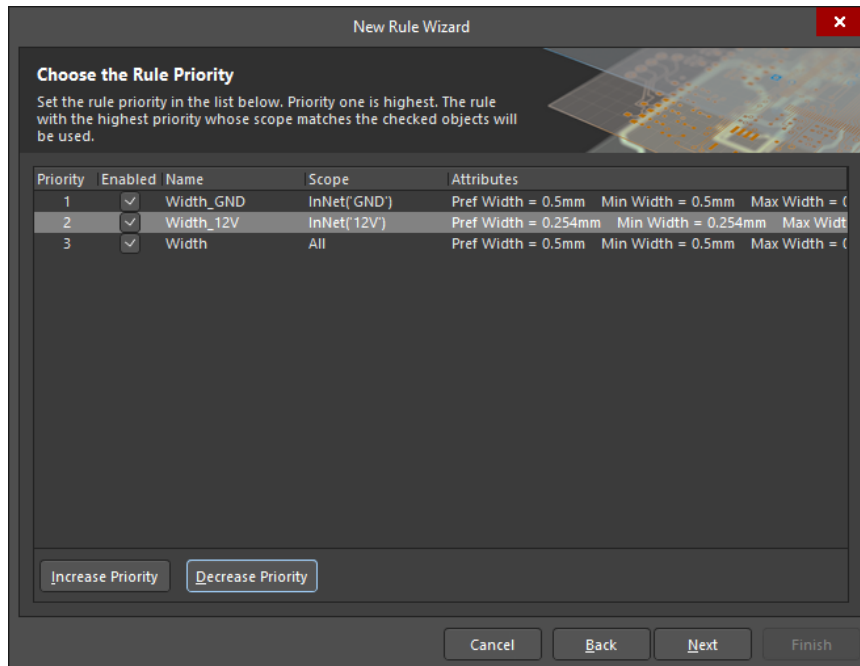 New Rule Wizard
Choose the Rule Priority
Set the rule priority in the list below. Priority one is highest. The rule
with the highest priority whose scope matches the checked objects will
be used.
Priority Enabled Name Scope Attributes
1 Width_GND InNet('GND') Pref Width = 0.5mm Min Width = 0.5mm Max Width = 
2 Width_12V InNet('12V') Pref Width = 0.254mm Min Width = 0.254mm Max
3 Width All Pref Width = 0.5mm Min Width = 0.5mm Max Width = 
Increase Priority Decrease Priority
Cancel Back Next Finish